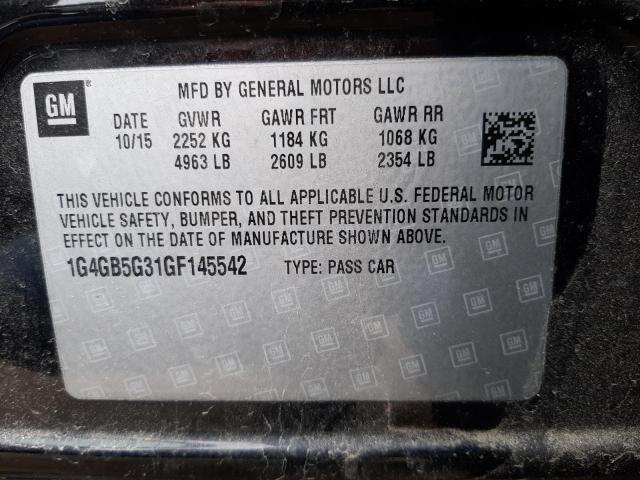 GM
MFD BY GENERAL MOTORS LLC
DATE GVWR GAWR FRT GAWR RR
10/15 2252 KG 1184 KG 1068 KG
4963 LB 2609 LB 2354 LB
THIS VEHICLE CONFORMS TO ALL APPLICABLE U.S. FEDERAL MOTOR
VEHICLE SAFETY, BUMPER, AND THEFT PREVENTION STANDARDS IN
EFFECT ON THE DATE OF MANUFACTURE SHOWN ABOVE.
1G4GB5G31GF145542 TYPE: PASS CAR